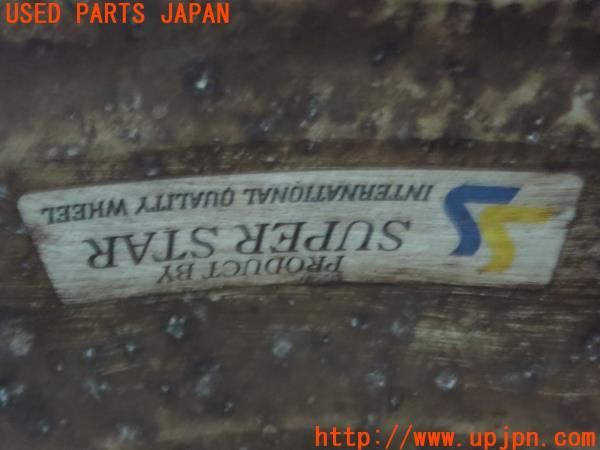 USED PARTS JAPAN
PRODUCT BY
SUPER STAR
INTERNATIONAL QUALITY WHEEL
http://www.upjpn.com